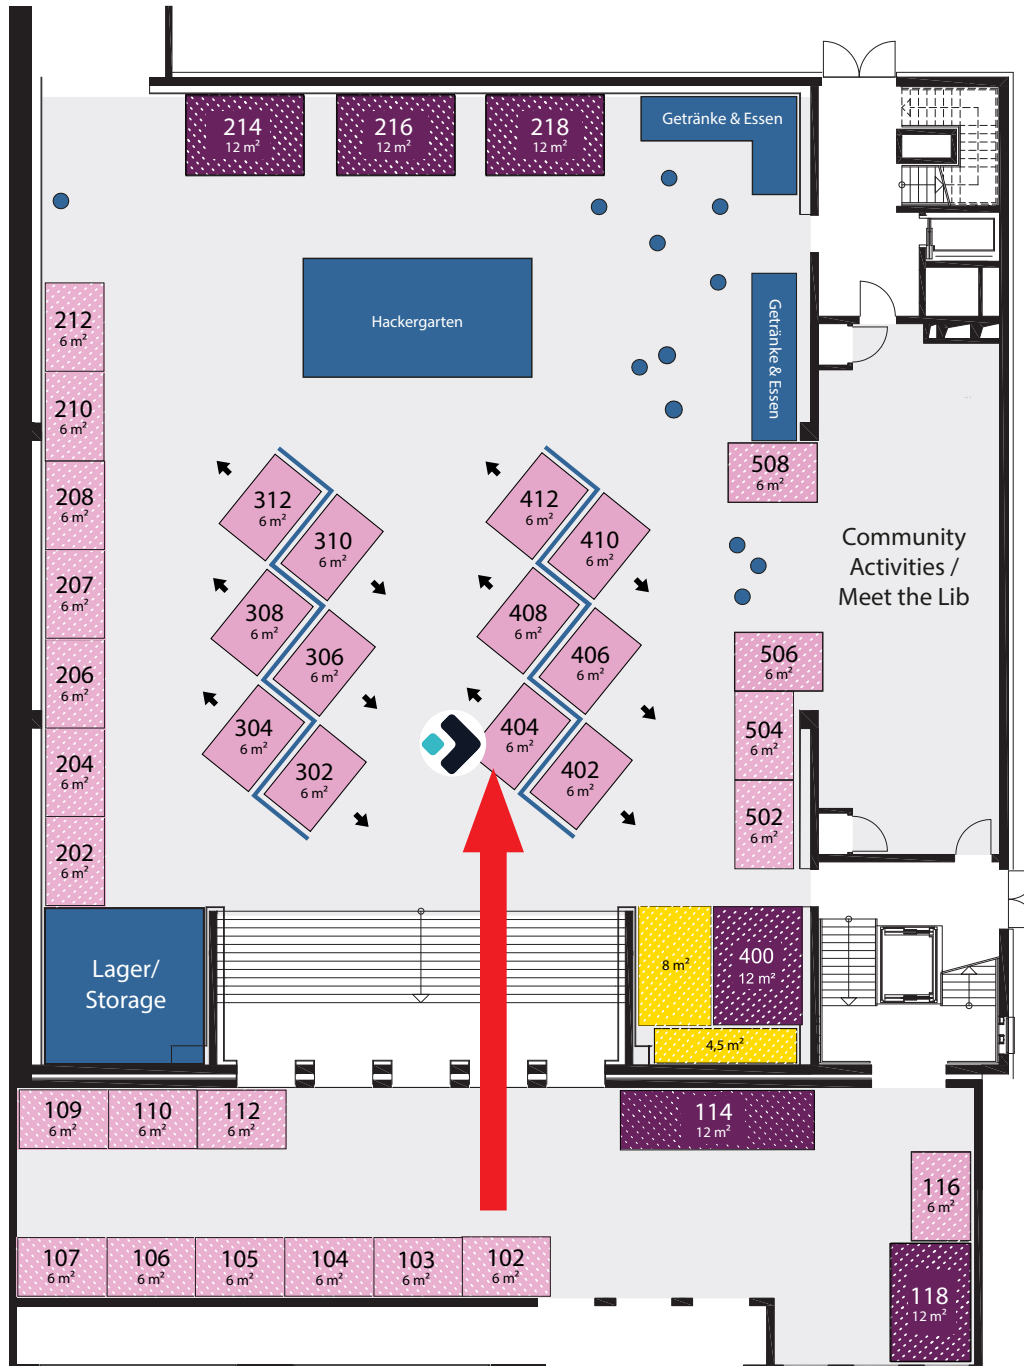 214
12 m²
216
12 m²
218
12 m²
Getränke & Essen
Hackergarten
Getränke & Essen
212
6 m²
210
6 m²
208
6 m²
207
6 m²
206
6 m²
204
6 m²
202
6 m²
312
6 m²
310
6 m²
308
6 m²
306
6 m²
304
6 m²
302
6 m²
412
6 m²
410
6 m²
408
6 m²
406
6 m²
404
6 m²
402
6 m²
508
6 m²
Community
Activities /
Meet the Lib
506
6 m²
504
6 m²
502
6 m²
Lager/
Storage
8 m²
400
12 m²
4,5 m²
109
6 m²
110
6 m²
112
6 m²
114
12 m²
116
6 m²
107
6 m²
106
6 m²
105
6 m²
104
6 m²
103
6 m²
102
6 m²
118
12 m²